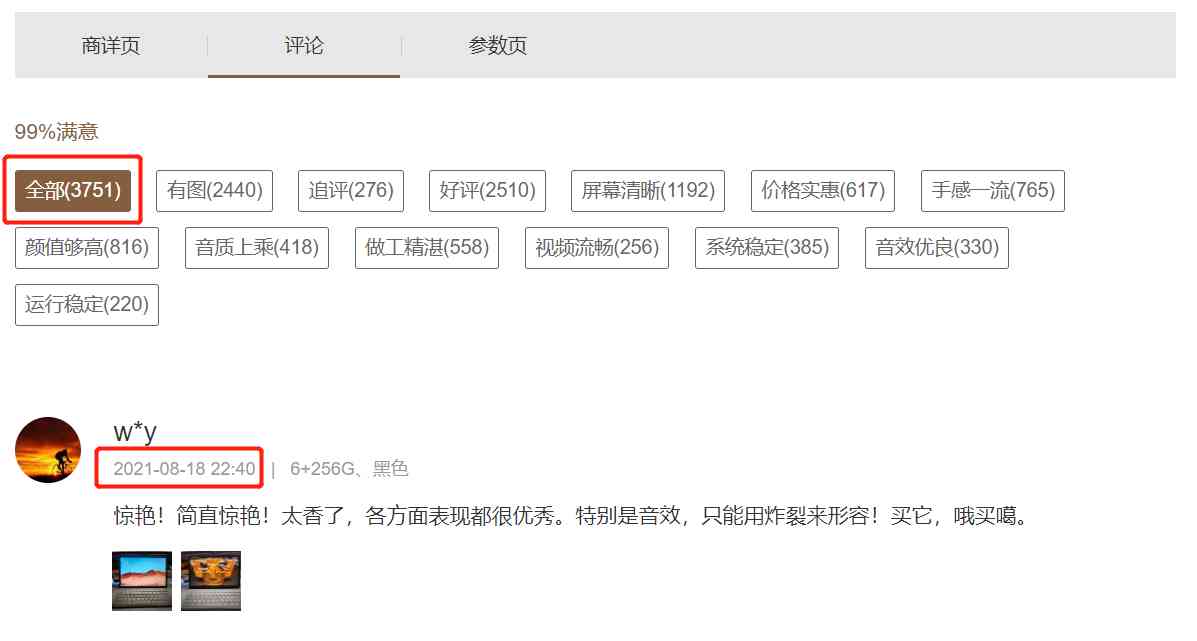 商详页 评论 参数页
99%满意
全部(3751) 有图(2440) 追评(276) 好评(2510) 屏幕清晰(1192) 价格实惠(617) 手感一流(765)
颜值够高(816) 音质上乘(418) 做工精湛(558) 视频流畅(256) 系统稳定(385) 音效优良(330)
运行稳定(220)
w*y
2021-08-18 22:40 | 6+256G、黑色
惊艳！简直惊艳！太香了，各方面表现都很优秀。特别是音效，只能用炸裂来形容！买它，哦买噶。